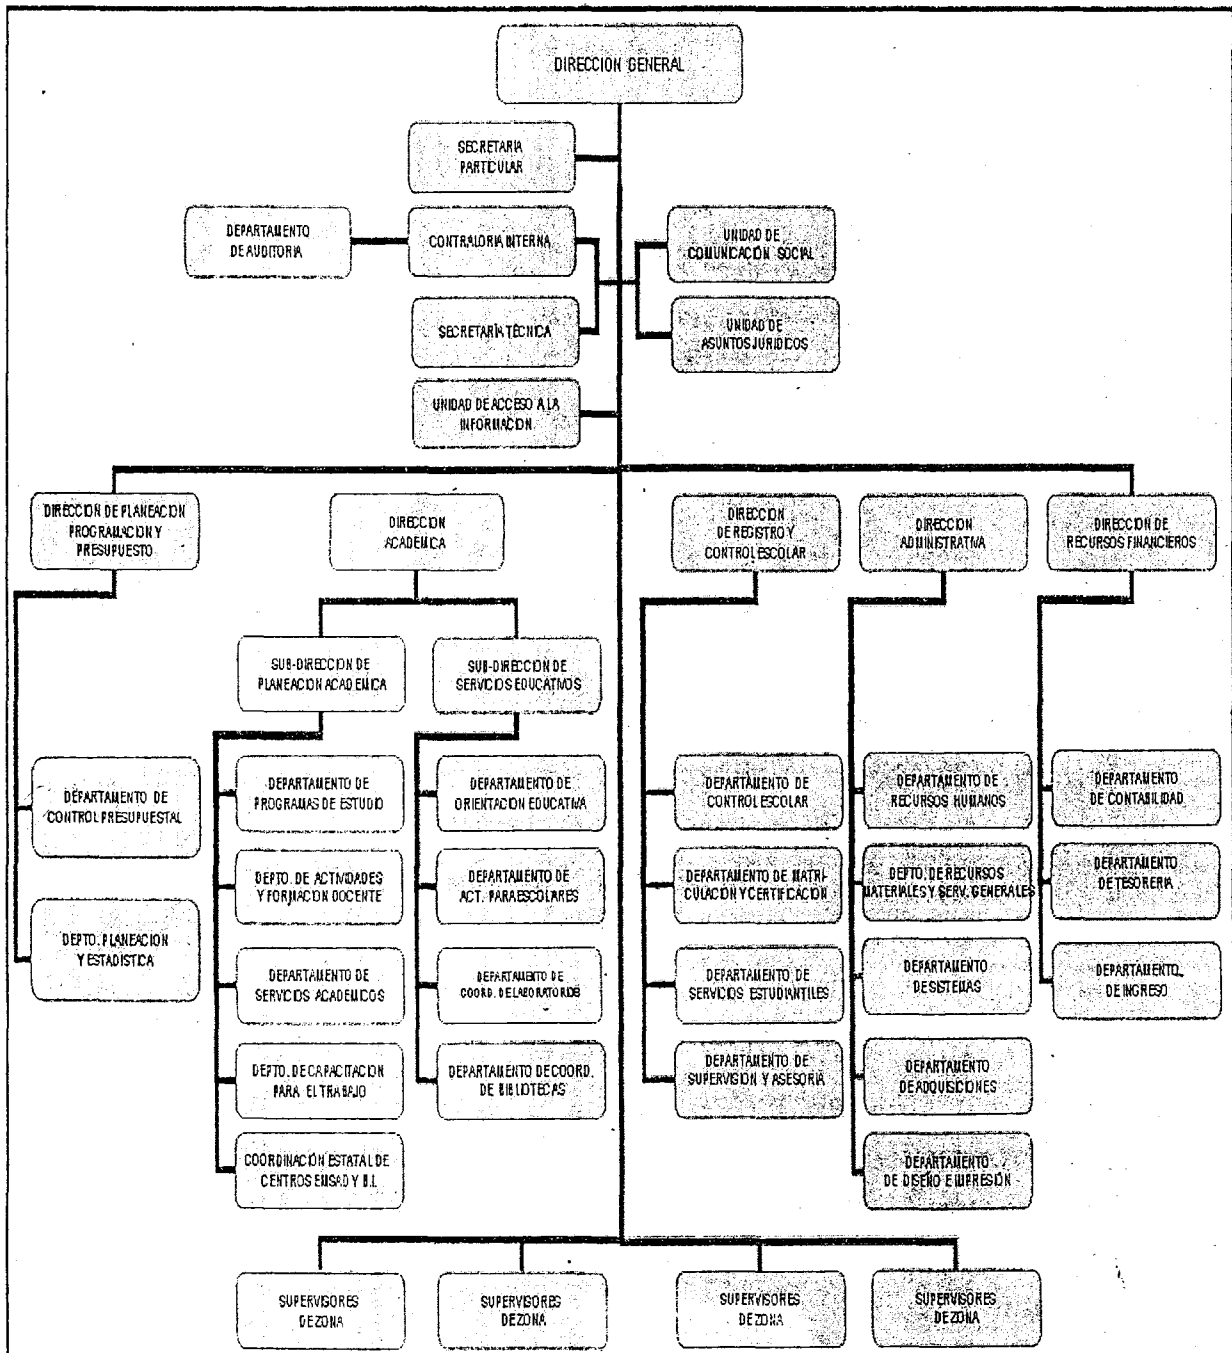 DIRECCION GENERAL
SECRETARIA
PARTICULAR
DEPARTAMENTO
DE AUDITORIA
CONTRALORIA INTERNA
UNIDAD DE
COMUNICACIÓN SOCIAL
SECRETARÍA TÉCNICA
UNIDAD DE
ASUNTOS JURIDICOS
UNIDAD DE ACCESO A LA
INFORMACION
DIRECCION DE PLANEACION
PROGRAMACION Y
PRESUPUESTO
DIRECCION
ACADEMICA
DIRECCION
DE REGISTRO Y
CONTROL ESCOLAR
DIRECCION
ADMINISTRATIVA
DIRECCION DE
RECURSOS FINANCIEROS
SUB-DIRECCION DE
PLANEACION ACADEMICA
SUB-DIRECCION DE
SERVICIOS EDUCATIVOS
DEPARTAMENTO DE
CONTROL PRESUPUESTAL
DEPTO. PLANEACION
Y ESTADISTICA
DEPARTAMENTO DE
PROGRAMAS DE ESTUDIO
DEPTO. DE ACTIVIDADES
Y FORMACION DOCENTE
DEPARTAMENTO DE
SERVICIOS ACADEMICOS
DEPTO. DE CAPACITACION
PARA EL TRABAJO
COORDINACIÓN ESTATAL DE
CENTROS EMSAD Y B.I.
DEPARTAMENTO DE
ORIENTACION EDUCATIVA
DEPARTAMENTO DE
ACT. PARAESCOLARES
DEPARTAMENTO DE
COORD. DE LABORATORIOS
DEPARTAMENTO DE COORD.
DE BIBLIOTECAS
DEPARTAMENTO DE
CONTROL ESCOLAR
DEPARTAMENTO DE MATRI-
CULACION Y CERTIFICACION
DEPARTAMENTO DE
SERVICIOS ESTUDIANTILES
DEPARTAMENTO DE
SUPERVISION Y ASESORIA
DEPARTAMENTO DE
RECURSOS HUMANOS
DEPTO. DE RECURSOS
MATERIALES Y SERV. GENERALES
DEPARTAMENTO
DE SISTEMAS
DEPARTAMENTO
DE ADQUISICIONES
DEPARTAMENTO
DE DISEÑO E IMPRESIÓN
DEPARTAMENTO
DE CONTABILIDAD
DEPARTAMENTO
DE TESORERIA
DEPARTAMENTO
DE INGRESO
SUPERVISORES
DE ZONA
SUPERVISORES
DE ZONA
SUPERVISORES
DE ZONA
SUPERVISORES
DE ZONA